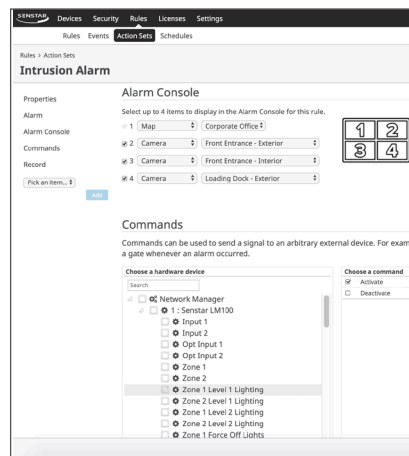 SENSTAR Devices Security Rules Licenses Settings
Rules Events Action Sets Schedules
Rules > Action Sets
Intrusion Alarm
Properties
Alarm
Alarm Console
Commands
Record
Pick an item...
Add
Alarm Console
Select up to 4 items to display in the Alarm Console for this rule.
1 Map Corporate Office
2 Camera Front Entrance - Exterior
3 Camera Front Entrance - Interior
4 Camera Loading Dock - Exterior
1 2
3 4
Commands
Commands can be used to send a signal to an arbitrary external device. For exam
a gate whenever an alarm occurred.
Choose a hardware device
Search
Network Manager
1 : Senstar LM100
Input 1
Input 2
Opt Input 1
Opt Input 2
Zone 1
Zone 2
Zone 1 Level 1 Lighting
Zone 2 Level 1 Lighting
Zone 1 Level 2 Lighting
Zone 2 Level 2 Lighting
Zone 1 Force Off Lights
Choose a command
Activate
Deactivate